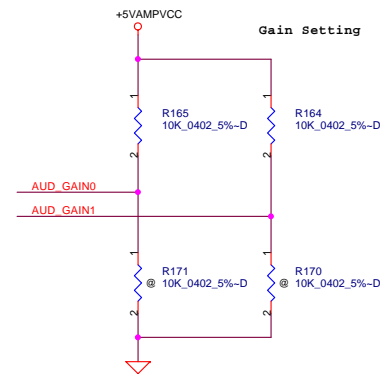 +5VAMPVCC
Gain Setting
1
1
R165
10K_0402_5%~D
R164
10K_0402_5%~D
2
2
AUD_GAIN0
AUD_GAIN1
1
1
R171
@ 10K_0402_5%~D
R170
@ 10K_0402_5%~D
2
2